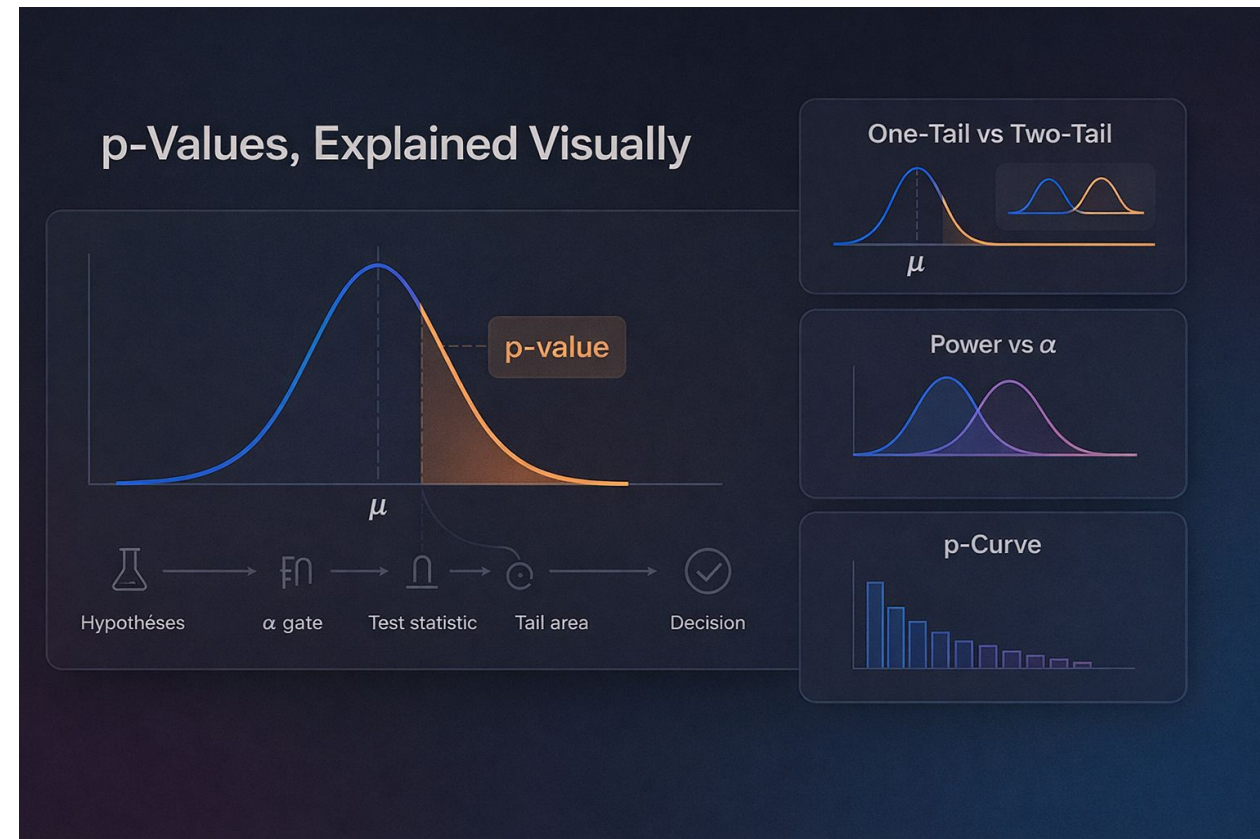 p-Values, Explained Visually
p-value
μ
Hypothéses
α gate
Test statistic
Tail area
Decision
One-Tail vs Two-Tail
μ
Power vs α
p-Curve